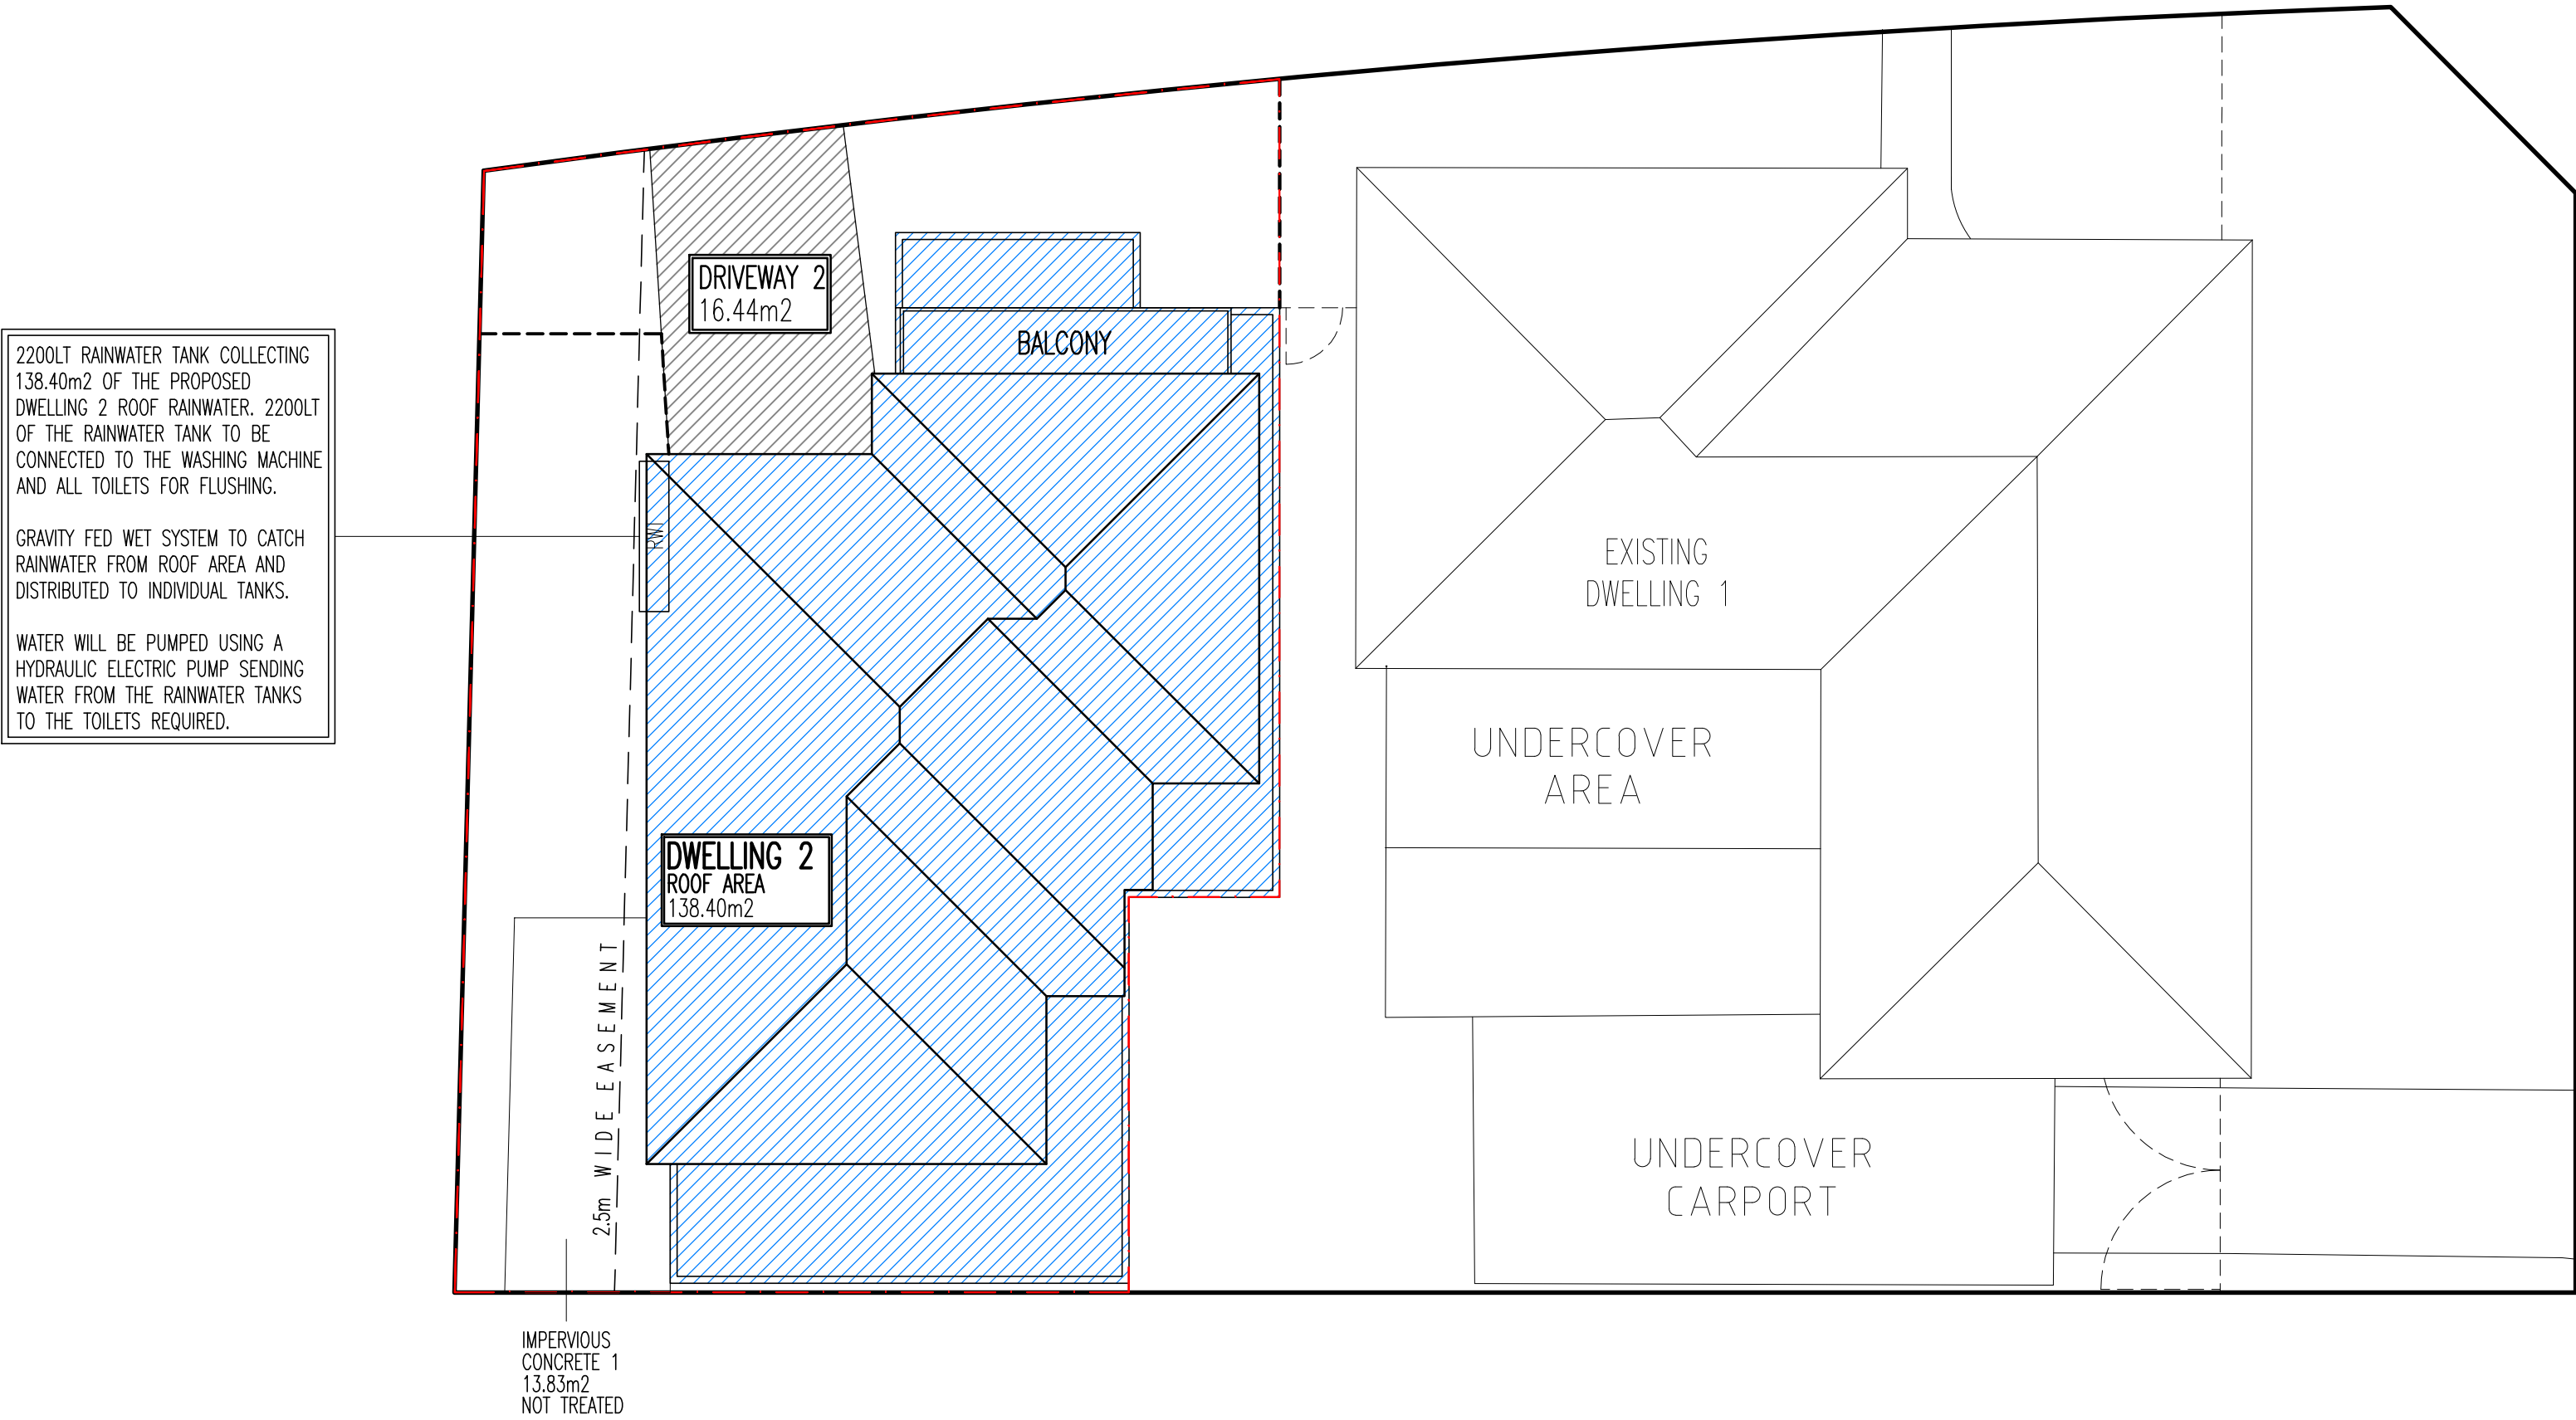 DRIVEWAY 2
16.44m2
BALCONY
2200LT RAINWATER TANK COLLECTING
138.40m2 OF THE PROPOSED
DWELLING 2 ROOF RAINWATER. 2200LT
OF THE RAINWATER TANK TO BE
CONNECTED TO THE WASHING MACHINE
AND ALL TOILETS FOR FLUSHING.
GRAVITY FED WET SYSTEM TO CATCH
RAINWATER FROM ROOF AREA AND
DISTRIBUTED TO INDIVIDUAL TANKS.
WATER WILL BE PUMPED USING A
HYDRAULIC ELECTRIC PUMP SENDING
WATER FROM THE RAINWATER TANKS
TO THE TOILETS REQUIRED.
RWT
EXISTING
DWELLING 1
UNDERCOVER
AREA
DWELLING 2
ROOF AREA
138.40m2
2.5m WIDE EASEMENT
UNDERCOVER
CARPORT
IMPERVIOUS
CONCRETE 1
13.83m2
NOT TREATED